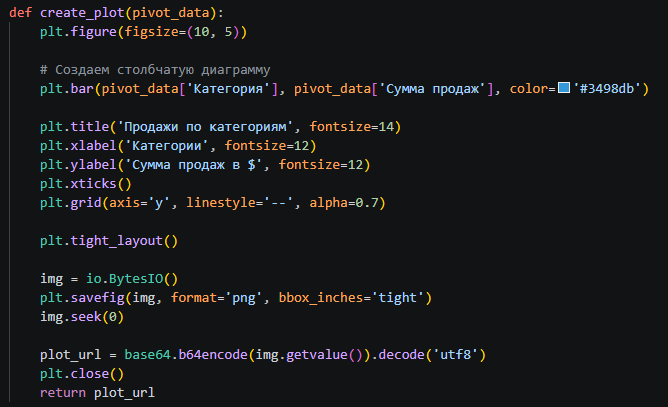 def create_plot(pivot_data):
    plt.figure(figsize=(10, 5))

    # Создаем столбчатую диаграмму
    plt.bar(pivot_data['Категория'], pivot_data['Сумма продаж'], color='#3498db')

    plt.title('Продажи по категориям', fontsize=14)
    plt.xlabel('Категории', fontsize=12)
    plt.ylabel('Сумма продаж в $', fontsize=12)
    plt.xticks()
    plt.grid(axis='y', linestyle='--', alpha=0.7)

    plt.tight_layout()

    img = io.BytesIO()
    plt.savefig(img, format='png', bbox_inches='tight')
    img.seek(0)

    plot_url = base64.b64encode(img.getvalue()).decode('utf8')
    plt.close()
    return plot_url